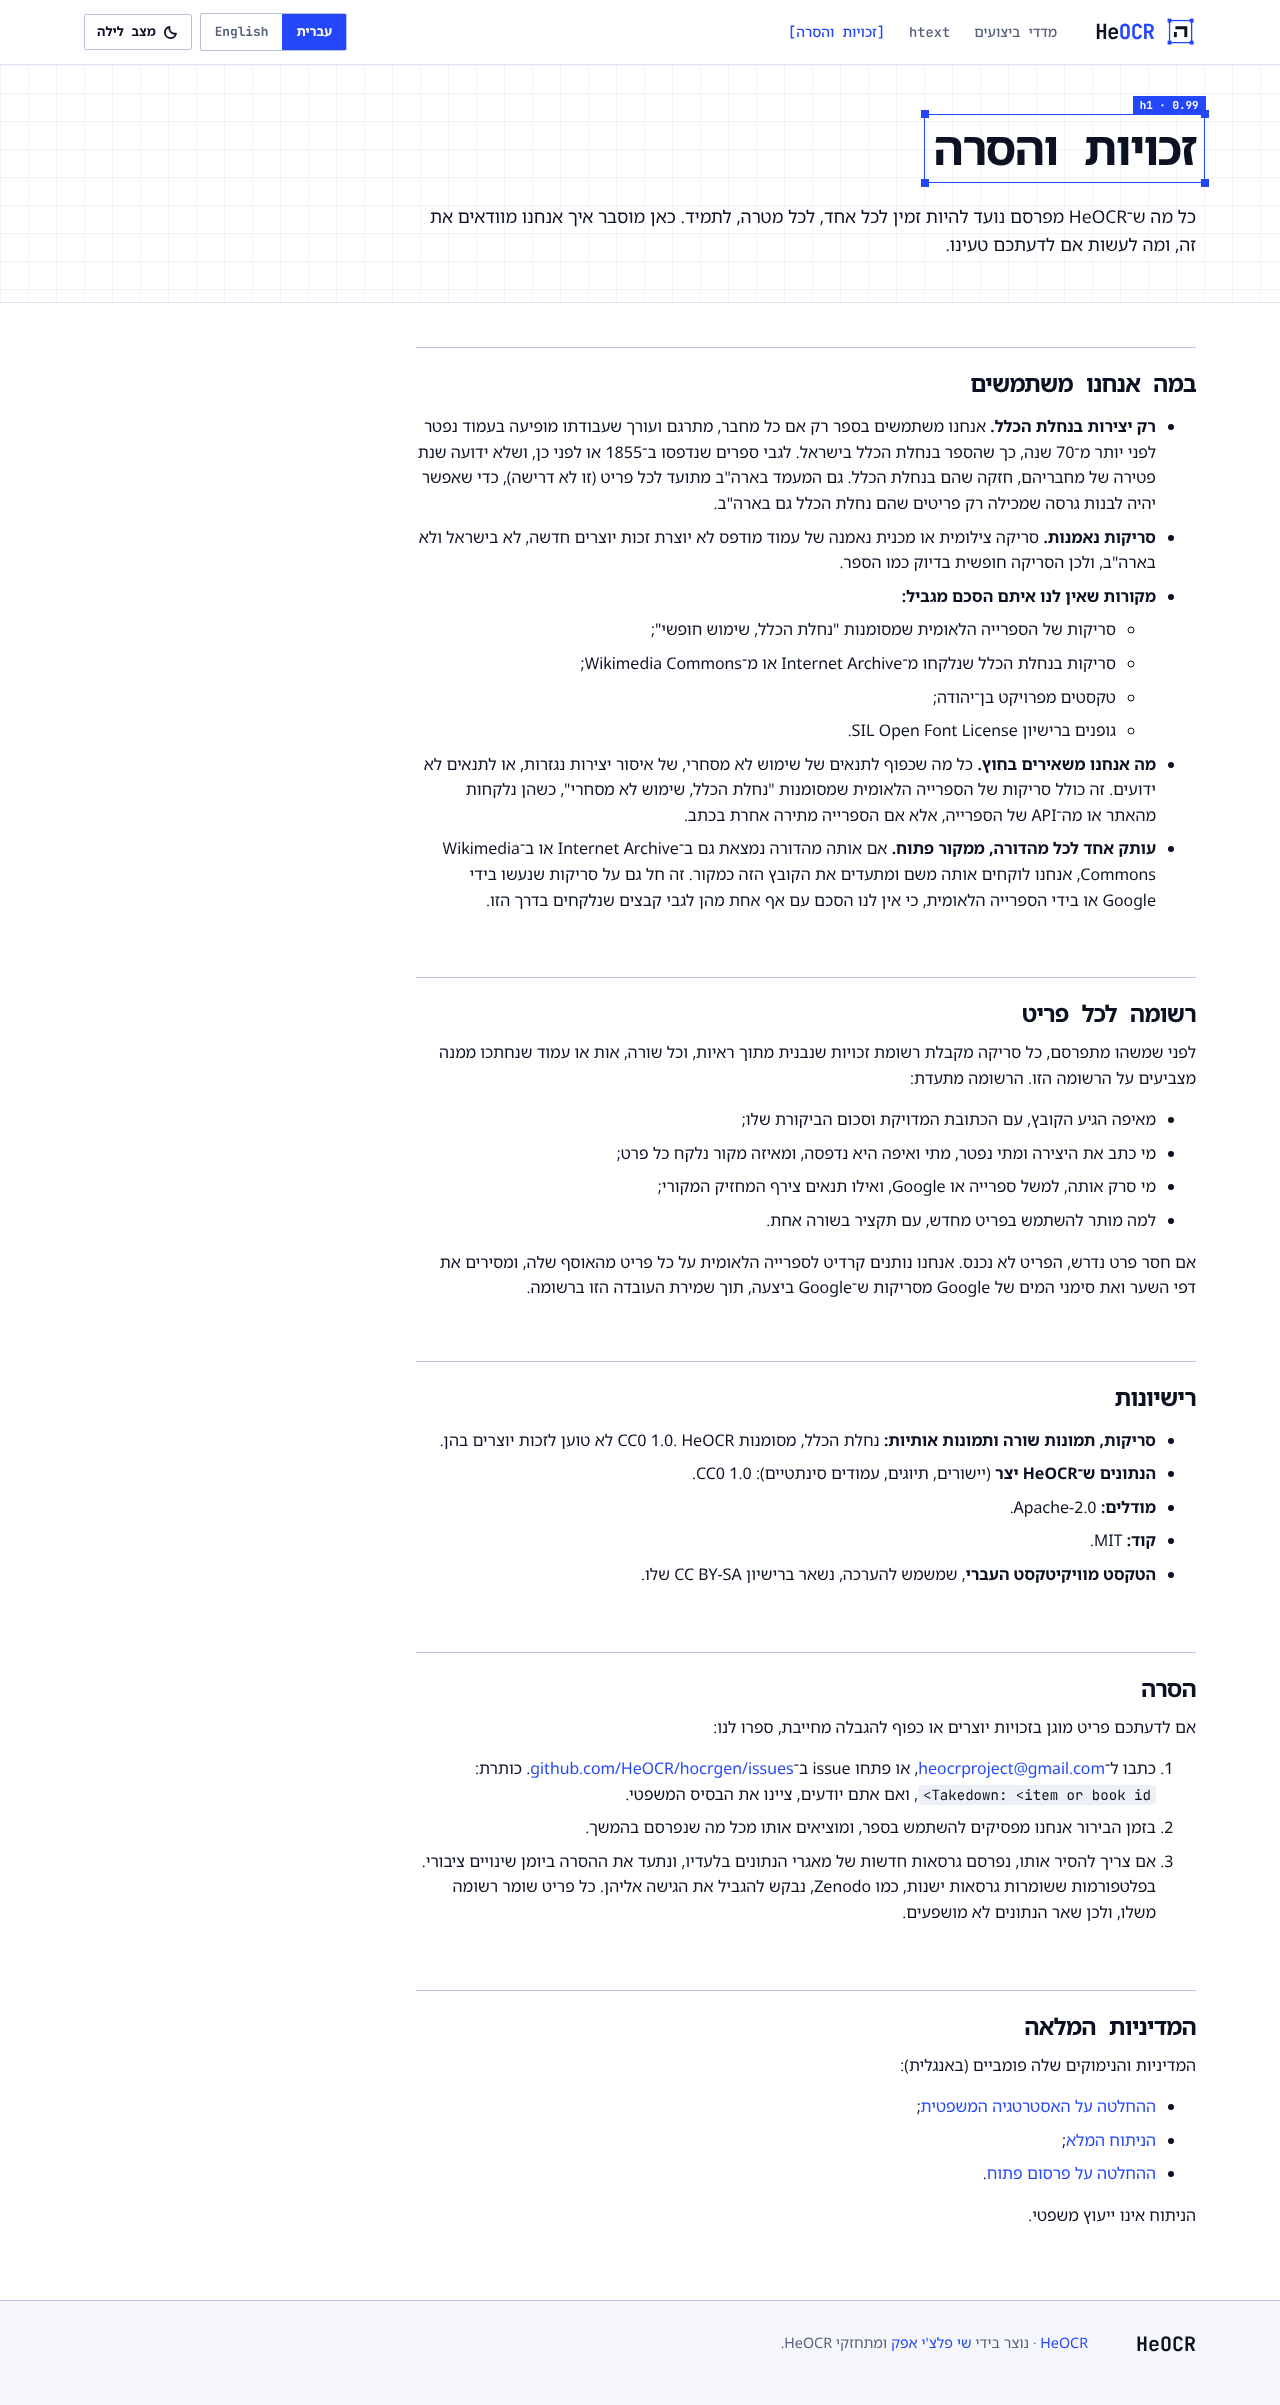 HeOCR
מדדי ביצועים
htext
[זכויות והסרה]
עברית
English
מצב לילה
h1 · 0.99
זכויות והסרה
כל מה ש־HeOCR מפרסם נועד להיות זמין לכל אחד, לכל מטרה, לתמיד. כאן מוסבר איך אנחנו מוודאים את
זה, ומה לעשות אם לדעתכם טעינו.
במה אנחנו משתמשים
• רק יצירות בנחלת הכלל. אנחנו משתמשים בספר רק אם כל מחבר, מתרגם ועורך שעבודתו מופיעה בעמוד נפטר
לפני יותר מ־70 שנה, כך שהספר בנחלת הכלל בישראל. לגבי ספרים שנדפסו ב־1855 או לפני כן, ושלא ידועה שנת
פטירה של מחבריהם, חזקה שהם בנחלת הכלל. גם המעמד בארה"ב מתועד לכל פריט (זו לא דרישה), כדי שאפשר
יהיה לבנות גרסה שמכילה רק פריטים שהם נחלת הכלל גם בארה"ב.
• סריקות נאמנות. סריקה צילומית או מכנית נאמנה של עמוד מודפס לא יוצרת זכות יוצרים חדשה, לא בישראל ולא
בארה"ב, ולכן הסריקה חופשית בדיוק כמו הספר.
• מקורות שאין לנו איתם הסכם מגביל:
◦ סריקות של הספרייה הלאומית שמסומנות "נחלת הכלל, שימוש חופשי";
◦ סריקות בנחלת הכלל שנלקחו מ־Internet Archive או מ־Wikimedia Commons;
◦ טקסטים מפרויקט בן־יהודה;
◦ גופנים ברישיון SIL Open Font License.
• מה אנחנו משאירים בחוץ. כל מה שכפוף לתנאים של שימוש לא מסחרי, של איסור יצירות נגזרות, או לתנאים לא
ידועים. זה כולל סריקות של הספרייה הלאומית שמסומנות "נחלת הכלל, שימוש לא מסחרי", כשהן נלקחות
מהאתר או מה־API של הספרייה, אלא אם הספרייה מתירה אחרת בכתב.
• עותק אחד לכל מהדורה, ממקור פתוח. אם אותה מהדורה נמצאת גם ב־Internet Archive או ב־Wikimedia
Commons, אנחנו לוקחים אותה משם ומתעדים את הקובץ הזה כמקור. זה חל גם על סריקות שנעשו בידי
Google או בידי הספרייה הלאומית, כי אין לנו הסכם עם אף אחת מהן לגבי קבצים שנלקחים בדרך הזו.
רשומה לכל פריט
לפני שמשהו מתפרסם, כל סריקה מקבלת רשומת זכויות שנבנית מתוך ראיות, וכל שורה, אות או עמוד שנחתכו ממנה
מצביעים על הרשומה הזו. הרשומה מתעדת:
• מאיפה הגיע הקובץ, עם הכתובת המדויקת וסכום הביקורת שלו;
• מי כתב את היצירה ומתי נפטר, מתי ואיפה היא נדפסה, ומאיזה מקור נלקח כל פרט;
• מי סרק אותה, למשל ספרייה או Google, ואילו תנאים צירף המחזיק המקורי;
• למה מותר להשתמש בפריט מחדש, עם תקציר בשורה אחת.
אם חסר פרט נדרש, הפריט לא נכנס. אנחנו נותנים קרדיט לספרייה הלאומית על כל פריט מהאוסף שלה, ומסירים את
דפי השער ואת סימני המים של Google מסריקות ש־Google ביצעה, תוך שמירת העובדה הזו ברשומה.
רישיונות
• סריקות, תמונות שורה ותמונות אותיות: נחלת הכלל, מסומנות CC0 1.0. HeOCR לא טוען לזכות יוצרים בהן.
• הנתונים ש־HeOCR יצר (יישורים, תיוגים, עמודים סינתטיים): CC0 1.0.
• מודלים: Apache-2.0.
• קוד: MIT.
• הטקסט מוויקיטקסט העברי, שמשמש להערכה, נשאר ברישיון CC BY-SA שלו.
הסרה
אם לדעתכם פריט מוגן בזכויות יוצרים או כפוף להגבלה מחייבת, ספרו לנו:
1. כתבו ל־heocrproject@gmail.com, או פתחו issue ב־github.com/HeOCR/hocrgen/issues. כותרת:
<Takedown: <item or book id, ואם אתם יודעים, ציינו את הבסיס המשפטי.
2. בזמן הבירור אנחנו מפסיקים להשתמש בספר, ומוציאים אותו מכל מה שנפרסם בהמשך.
3. אם צריך להסיר אותו, נפרסם גרסאות חדשות של מאגרי הנתונים בלעדיו, ונתעד את ההסרה ביומן שינויים ציבורי.
בפלטפורמות ששומרות גרסאות ישנות, כמו Zenodo, נבקש להגביל את הגישה אליהן. כל פריט שומר רשומה
משלו, ולכן שאר הנתונים לא מושפעים.
המדיניות המלאה
המדיניות והנימוקים שלה פומביים (באנגלית):
• ההחלטה על האסטרטגיה המשפטית;
• הניתוח המלא;
• ההחלטה על פרסום פתוח.
הניתוח אינו ייעוץ משפטי.
HeOCR
HeOCR · נוצר בידי שי פלצ'י אפק ומתחזקי HeOCR.